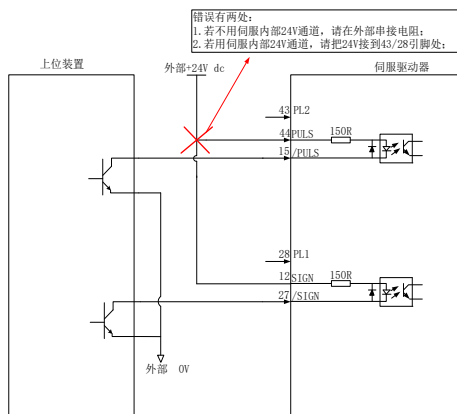 错误有两处:
1.若不用伺服内部24V通道，请在外部串接电阻;
2.若用伺服内部24V通道，请把24V接到43/28引脚处;
上位装置
外部+24V dc
伺服驱动器
43 PL2
44 PULS
150R
15 /PULS
28 PL1
12 SIGN
150R
27 /SIGN
外部 0V